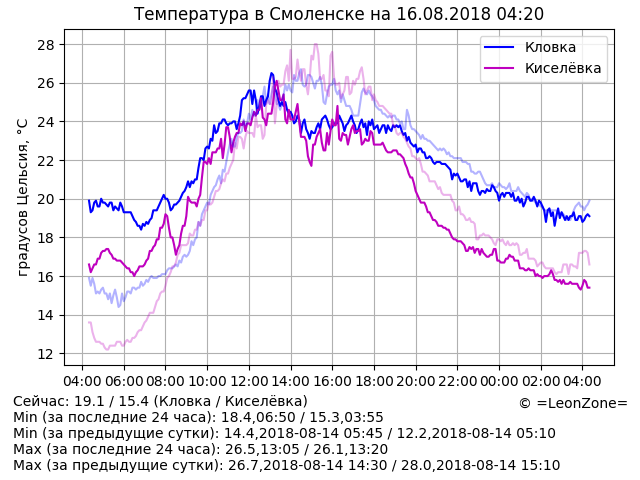 Температура в Смоленске на 16.08.2018 04:20
Кловка
Киселёвка
градусов Цельсия, °C
28
26
24
22
20
18
16
14
12
04:00 06:00 08:00 10:00 12:00 14:00 16:00 18:00 20:00 22:00 00:00 02:00 04:00
Сейчас: 19.1 / 15.4 (Кловка / Киселёвка)
© =LeonZone=
Min (за последние 24 часа): 18.4,06:50 / 15.3,03:55
Min (за предыдущие сутки): 14.4,2018-08-14 05:45 / 12.2,2018-08-14 05:10
Max (за последние 24 часа): 26.5,13:05 / 26.1,13:20
Max (за предыдущие сутки): 26.7,2018-08-14 14:30 / 28.0,2018-08-14 15:10